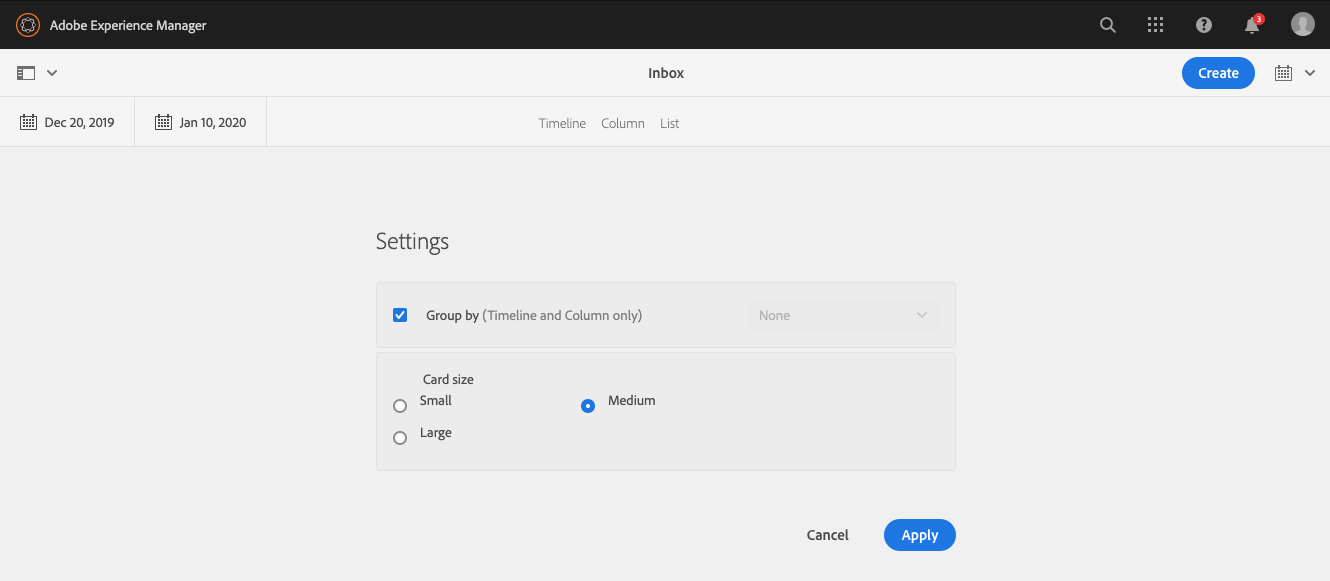 Adobe Experience Manager
3
Inbox
Create
Dec 20, 2019
Jan 10, 2020
Timeline Column List
Settings
Group by (Timeline and Column only)
None
Card size
Small
Medium
Large
Cancel
Apply